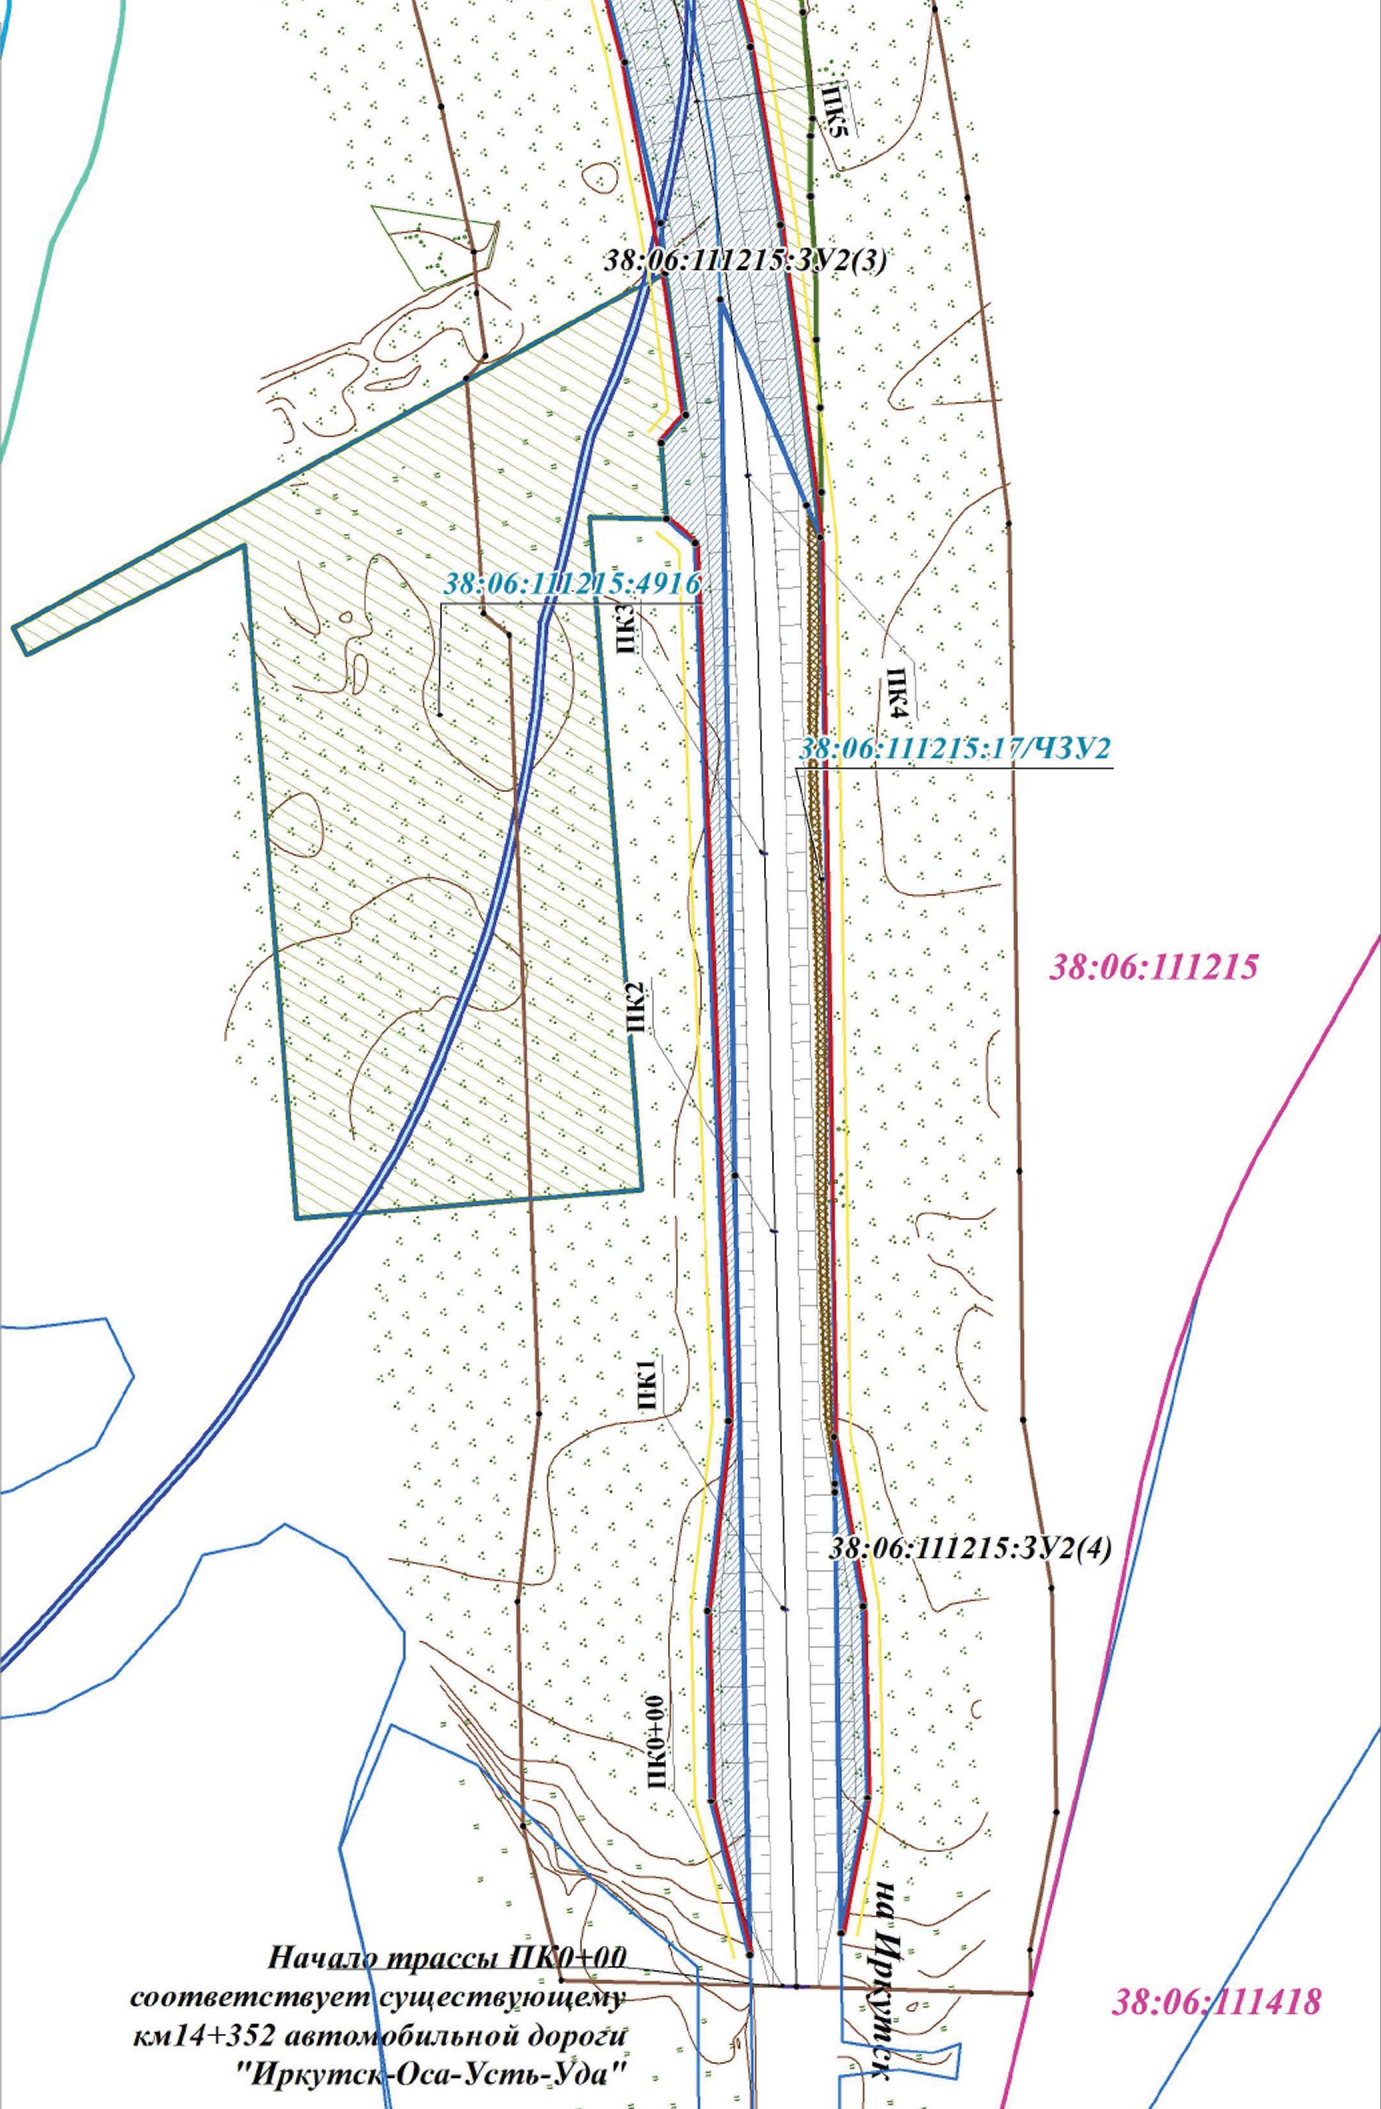 ПК5
38:06:111215:ЗУ2(3)
38:06:111215:4916
ПК3
ПК4
38:06:111215:17/ЧЗУ2
38:06:111215
ПК2
ПК1
38:06:111215:ЗУ2(4)
ПК0+00
на Иркутск
Начало трассы ПК0+00
соответствует существующему
км14+352 автомобильной дороги
"Иркутск-Оса-Усть-Уда"
38:06:111418